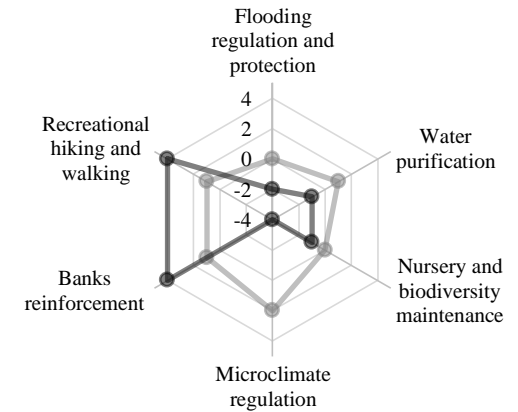 Flooding
regulation and
protection
4
2
0
-2
-4
Recreational
hiking and
walking
Water
purification
Banks
reinforcement
Nursery and
biodiversity
maintenance
Microclimate
regulation